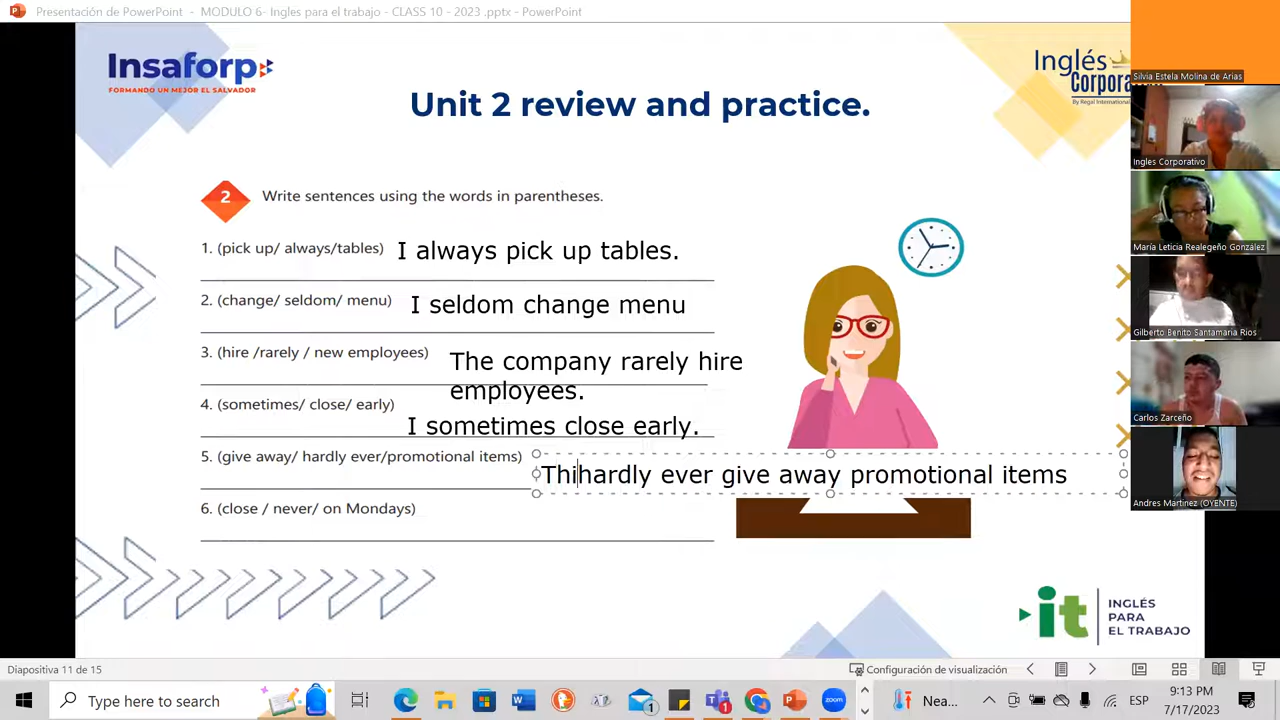 Presentación de PowerPoint - MODULO 6- Ingles para el trabajo - CLASS 10 - 2023 .pptx - PowerPoint
Insaforp
FORMANDO UN MEJOR EL SALVADOR
Inglés
Corpora
By Regal International
Unit 2 review and practice.
2 Write sentences using the words in parentheses.
1. (pick up/ always/tables) I always pick up tables.
2. (change/ seldom/ menu) I seldom change menu
3. (hire /rarely / new employees) The company rarely hire
employees.
4. (sometimes/ close/ early) I sometimes close early.
5. (give away/ hardly ever/promotional items) Thihardly ever give away promotional items
6. (close / never/ on Mondays)
Silvia Estela Molina de Arias
Ingles Corporativo
María Leticia Realegeño González
Gilberto Benito Santamaria Rios
Carlos Zarceño
Andres Martinez (OYENTE)
it INGLÉS
PARA
EL TRABAJO
Diapositiva 11 de 15
Configuración de visualización
Type here to search
Nea...
ESP
9:13 PM
7/17/2023